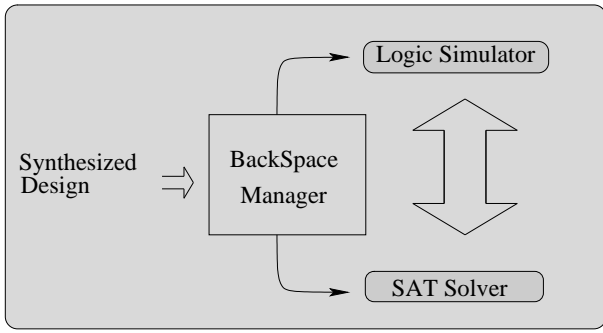 Logic Simulator
Synthesized
Design
BackSpace
Manager
SAT Solver